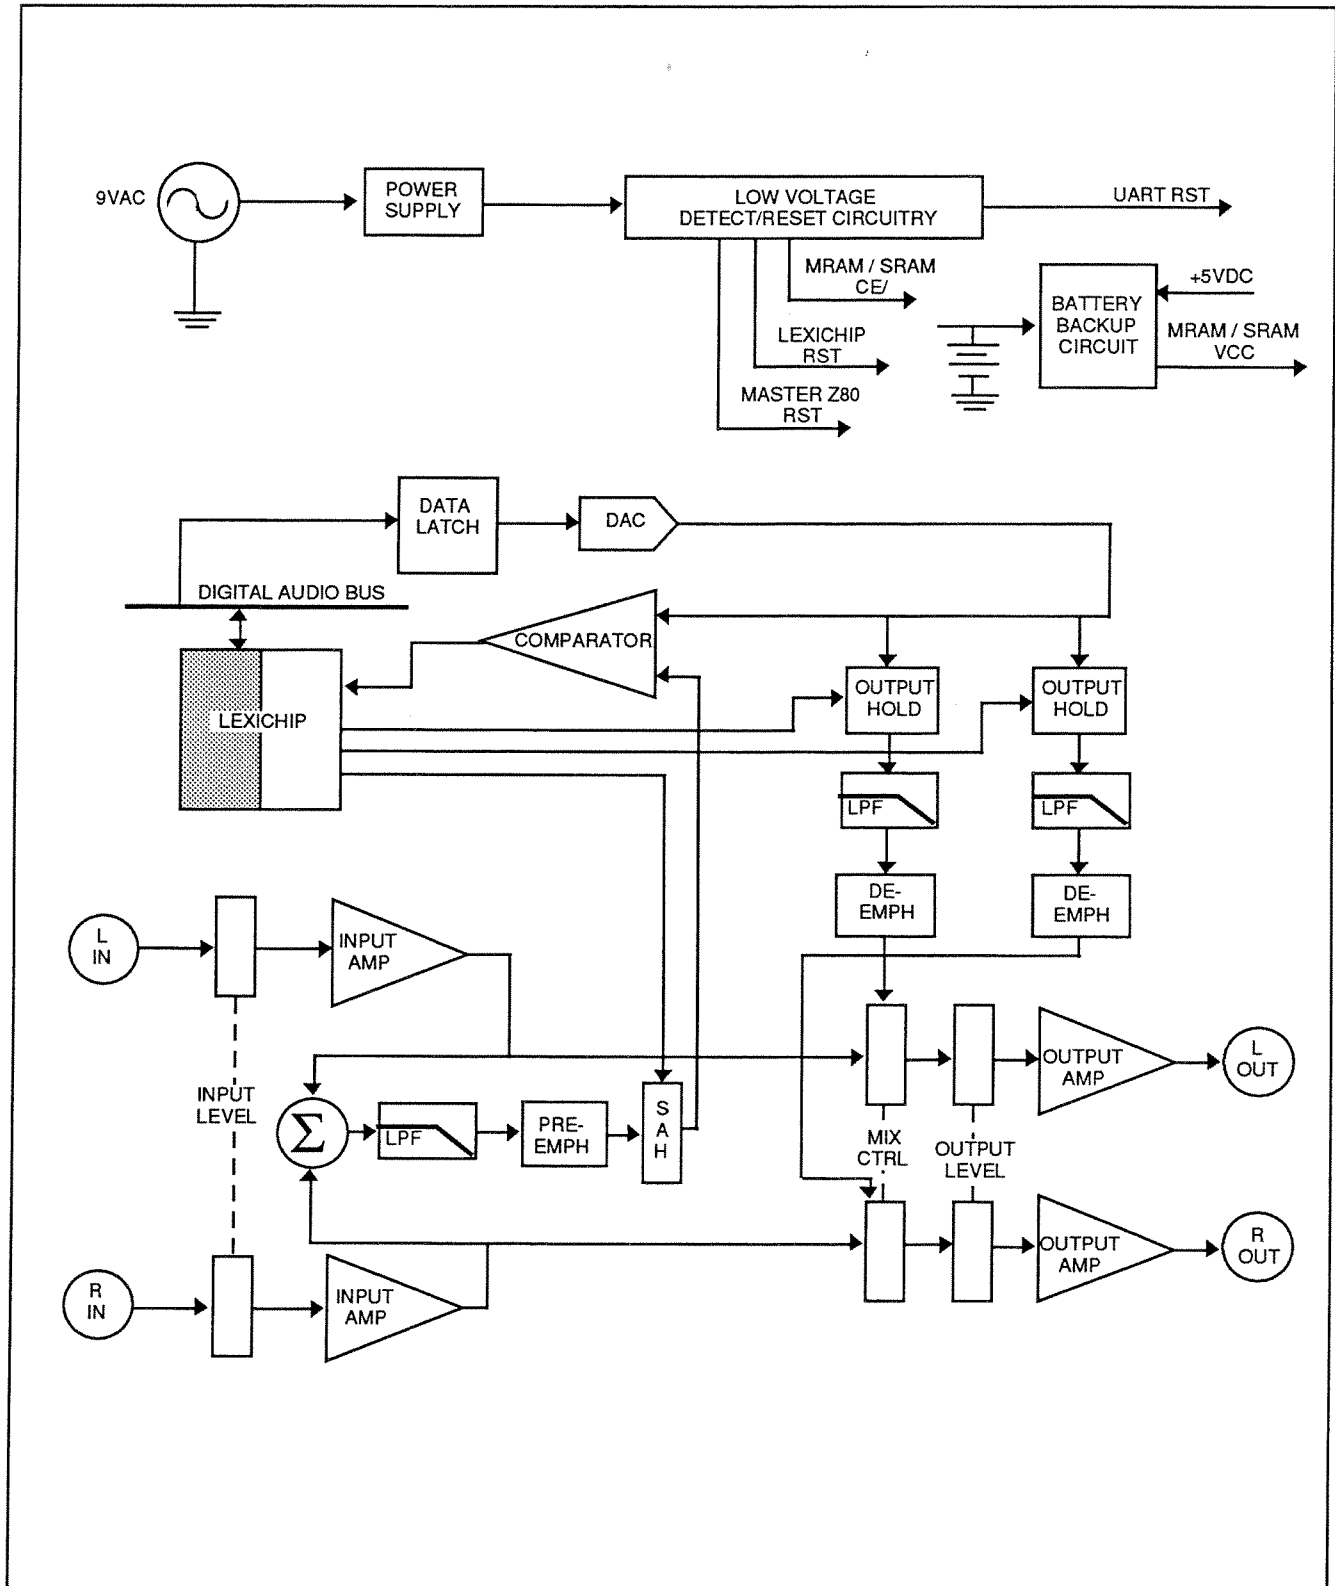 9VAC
POWER
SUPPLY
LOW VOLTAGE
DETECT/RESET CIRCUITRY
UART RST
MRAM / SRAM
CE/
LEXICHIP
RST
MASTER Z80
RST
+5VDC
BATTERY
BACKUP
CIRCUIT
MRAM / SRAM
VCC
DATA
LATCH
DAC
DIGITAL AUDIO BUS
COMPARATOR
LEXICHIP
OUTPUT
HOLD
OUTPUT
HOLD
LPF
LPF
DE-
EMPH
DE-
EMPH
L
IN
INPUT
AMP
INPUT
LEVEL
Σ
LPF
PRE-
EMPH
S
A
H
MIX
CTRL
OUTPUT
LEVEL
OUTPUT
AMP
L
OUT
R
IN
INPUT
AMP
OUTPUT
AMP
R
OUT